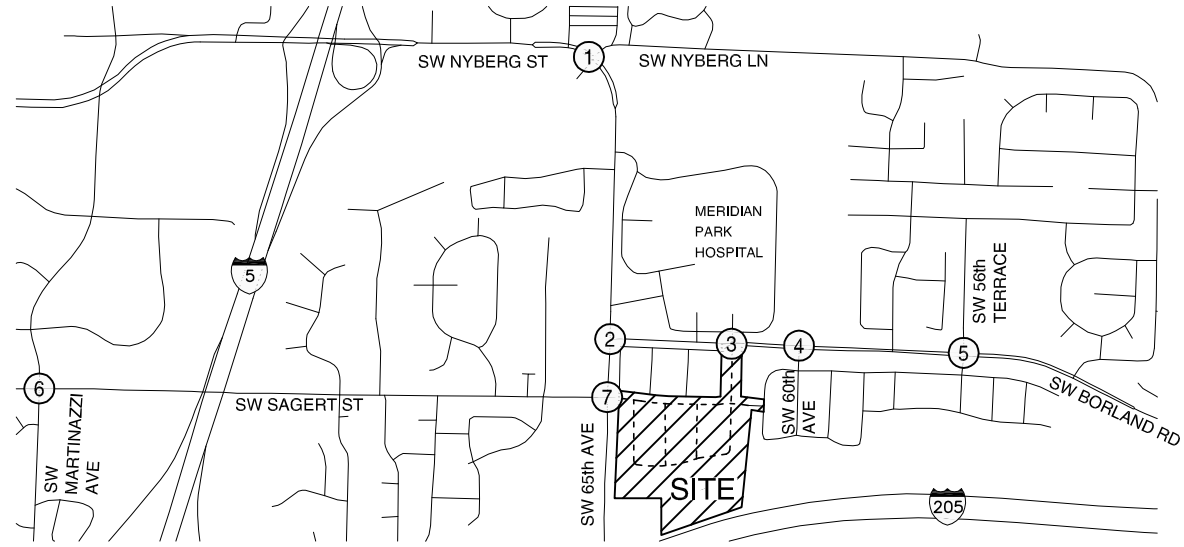 1
SW NYBERG ST
SW NYBERG LN
MERIDIAN
PARK
HOSPITAL
5
SW 56th
TERRACE
2
3
4
5
6
SW SAGERT ST
7
SW 60th
AVE
SW BORLAND RD
SW
MARTINAZZI
AVE
SW 65th AVE
SITE
205